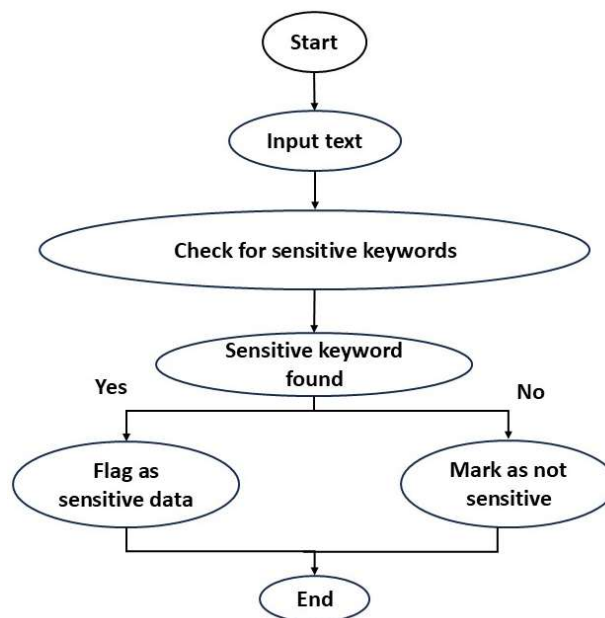 Start
Input text
Check for sensitive keywords
Sensitive keyword
found
Yes
No
Flag as
sensitive data
Mark as not
sensitive
End